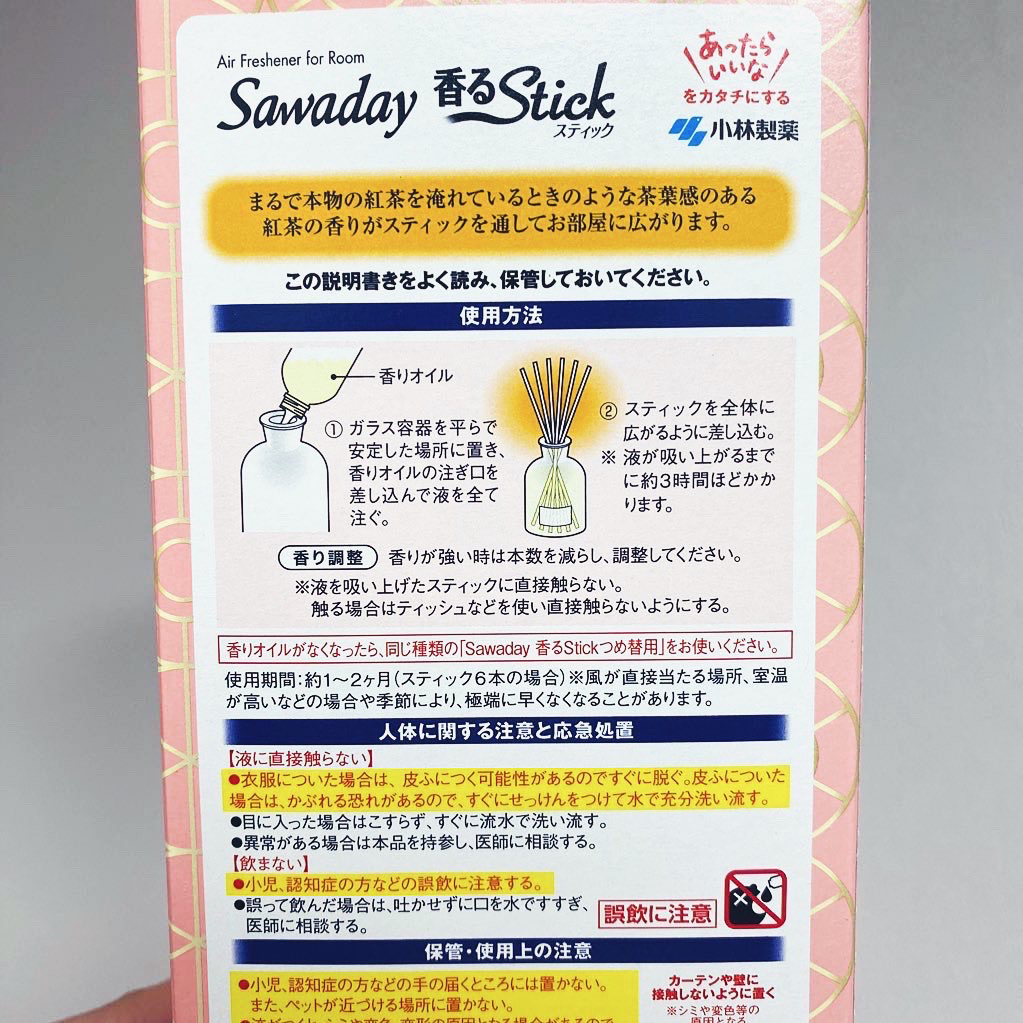 Air Freshener for Room
Sawaday 香るStick
スティック
あったら
いいな
をカタチにする
小林製薬
まるで本物の紅茶を淹れているときのような茶葉感のある
紅茶の香りがスティックを通してお部屋に広がります。
この説明書きをよく読み、保管しておいてください。
使用方法
香りオイル
① ガラス容器を平らで
安定した場所に置き、
香りオイルの注ぎ口を
差し込んで液を全て
注ぐ。
② スティックを全体に
広がるように差し込む。
※ 液が吸い上がるまで
に約3時間ほどかか
ります。
香り調整 香りが強い時は本数を減らし、調整してください。
※液を吸い上げたスティックに直接触らない。
触る場合はティッシュなどを使い直接触らないようにする。
香りオイルがなくなったら、同じ種類の「Sawaday 香るStickつめ替用」をお使いください。
使用期間：約1～2ヶ月（スティック6本の場合）※風が直接当たる場所、室温
が高いなどの場合や季節により、極端に早くなくなることがあります。
人体に関する注意と応急処置
【液に直接触らない】
●衣服についた場合は、皮ふにつく可能性があるのですぐに脱ぐ。皮ふについた
場合は、かぶれる恐れがあるので、すぐにせっけんをつけて水で充分洗い流す。
●目に入った場合はこすらず、すぐに流水で洗い流す。
●異常がある場合は本品を持参し、医師に相談する。
【飲まない】
●小児、認知症の方などの誤飲に注意する。
●誤って飲んだ場合は、吐かせずに口を水ですすぎ、
医師に相談する。
誤飲に注意
保管・使用上の注意
●小児、認知症の方などの手の届くところには置かない。
また、ペットが近づける場所に置かない。
●液がつくと、シミや変色、変形の原因となる場合があるので
カーテンや壁に
接触しないように置く
※シミや変色等の
原因となる